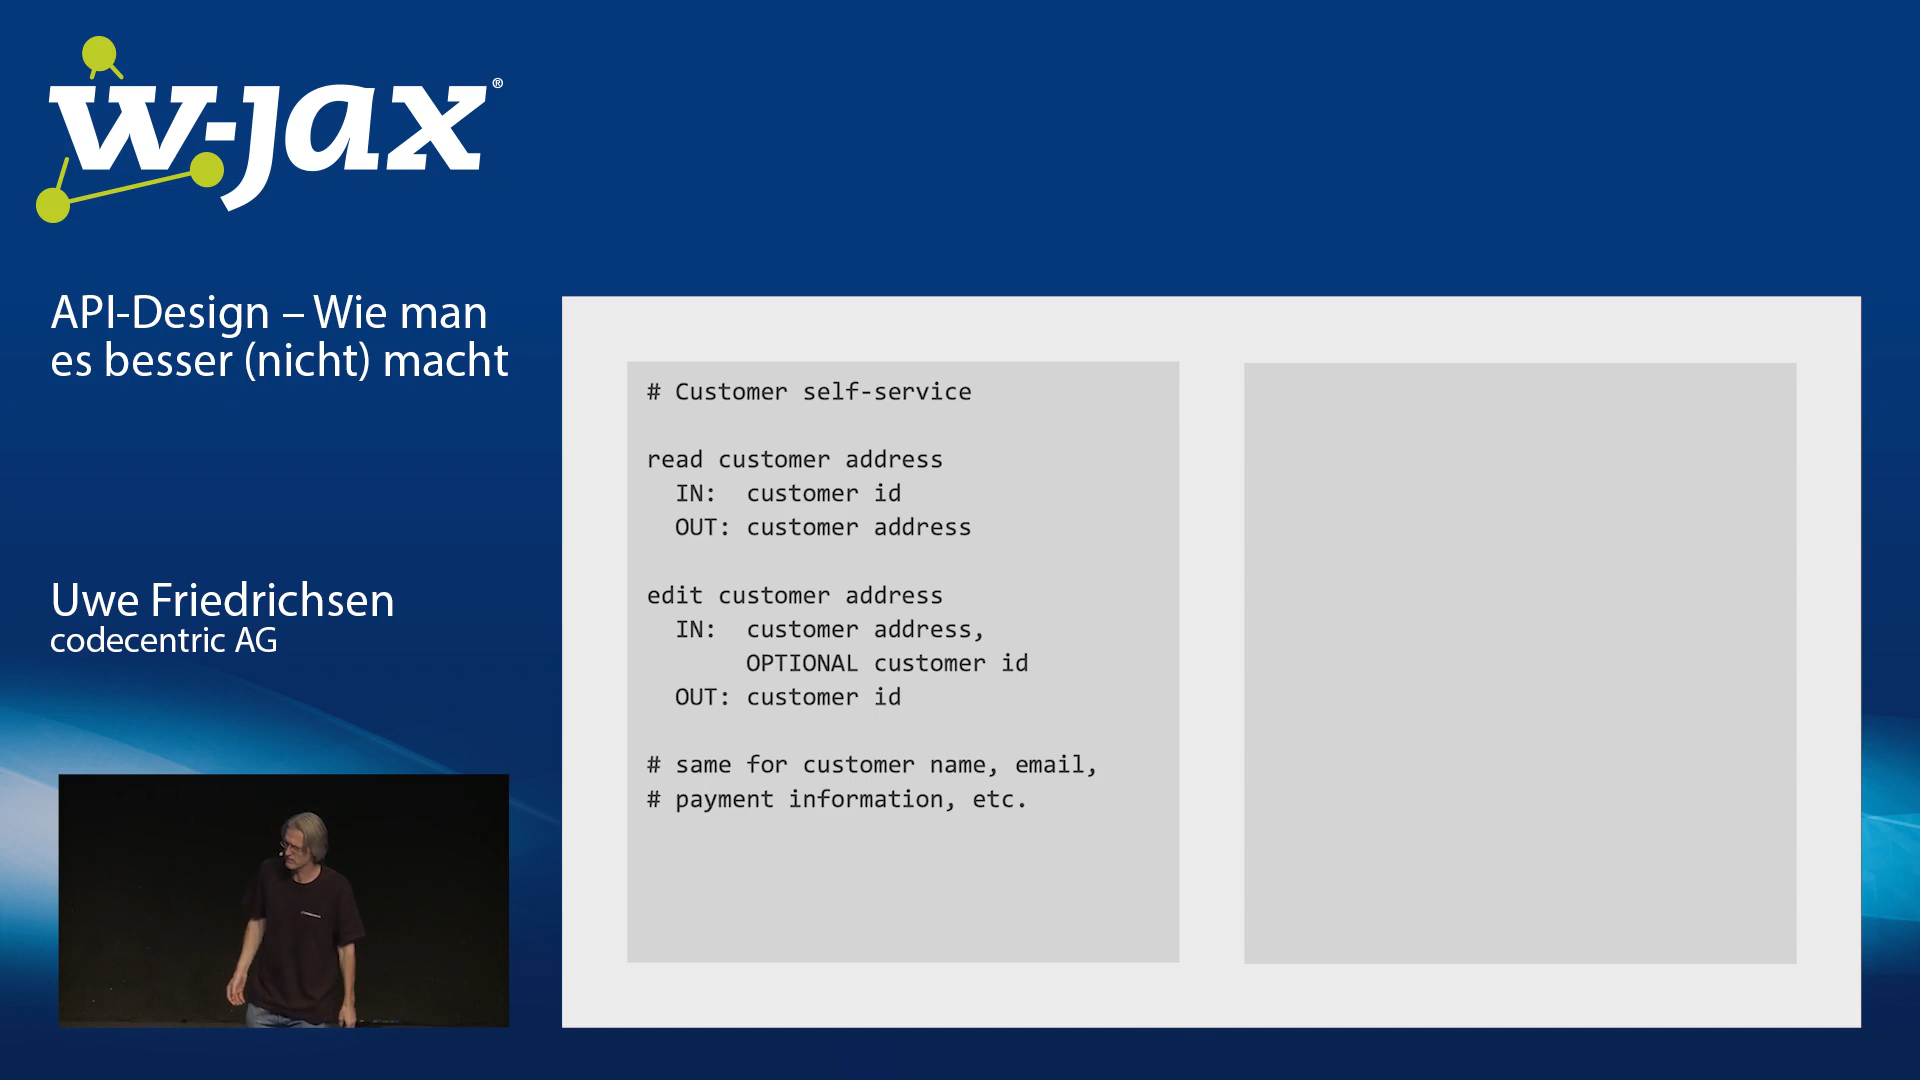 w-jax®
API-Design – Wie man
es besser (nicht) macht
Uwe Friedrichsen
codecentric AG
# Customer self-service
read customer address
IN: customer id
OUT: customer address
edit customer address
IN: customer address,
OPTIONAL customer id
OUT: customer id
# same for customer name, email,
# payment information, etc.